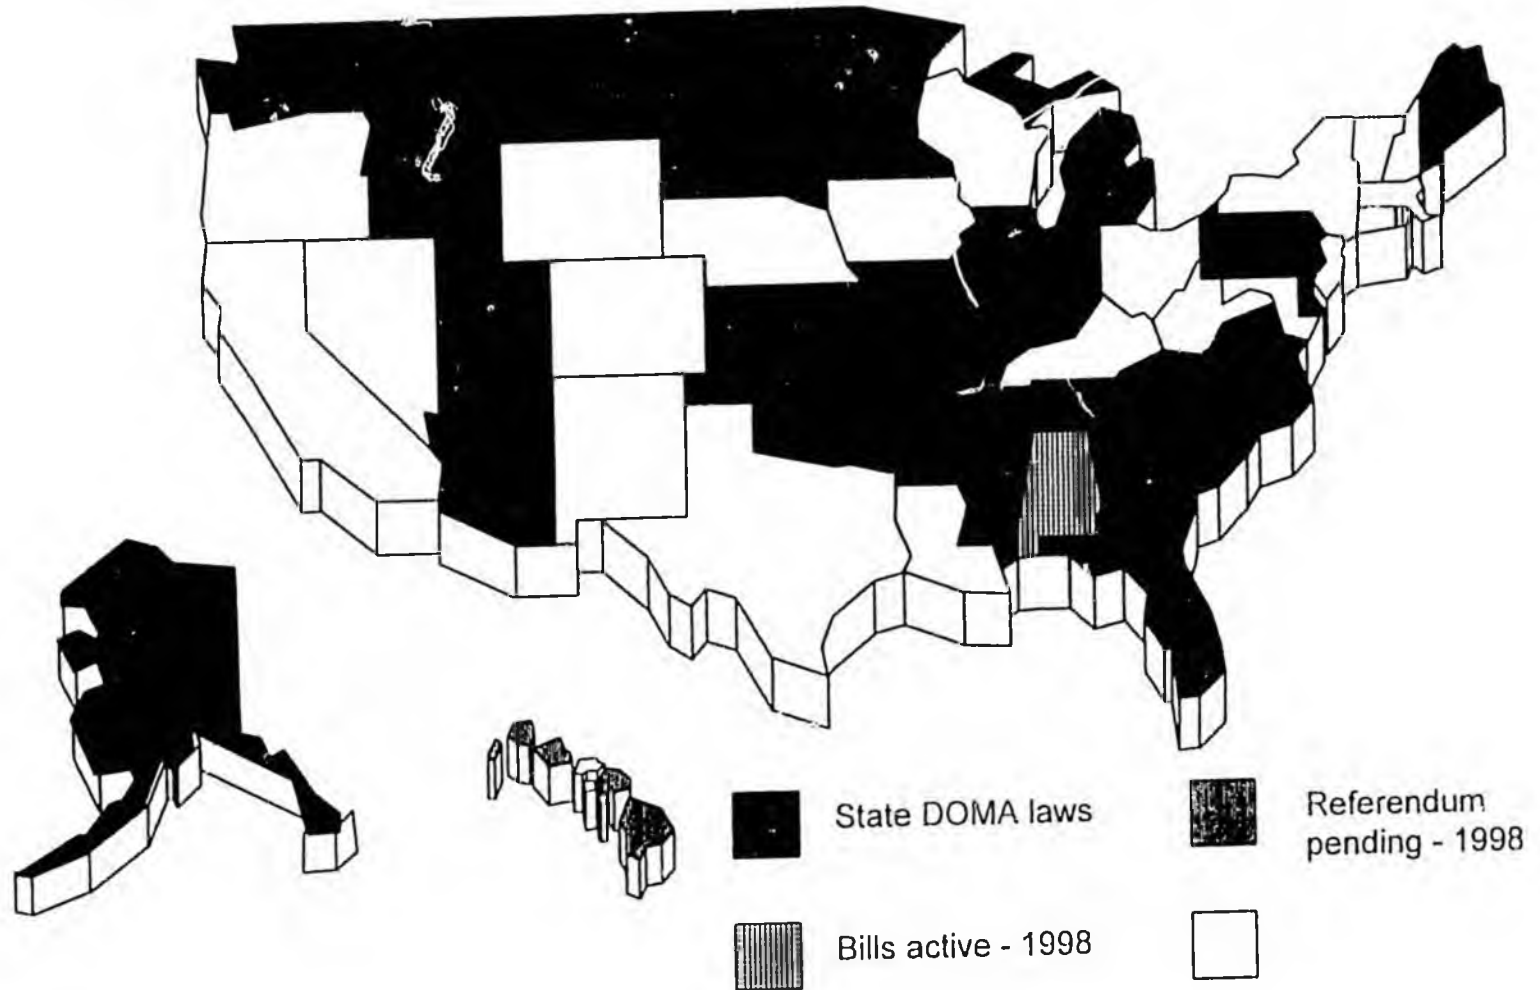 State DOMA laws
Referendum
pending - 1998
Bills active - 1998